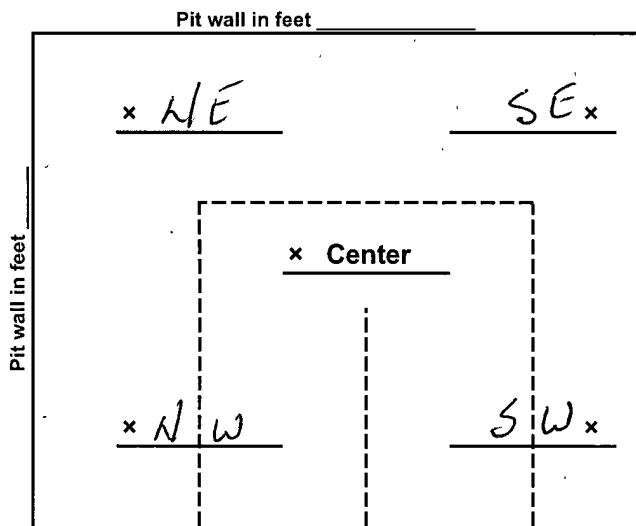 Pit wall in feet
× NE
SE ×
Pit wall in feet
× Center
× NW
SW ×